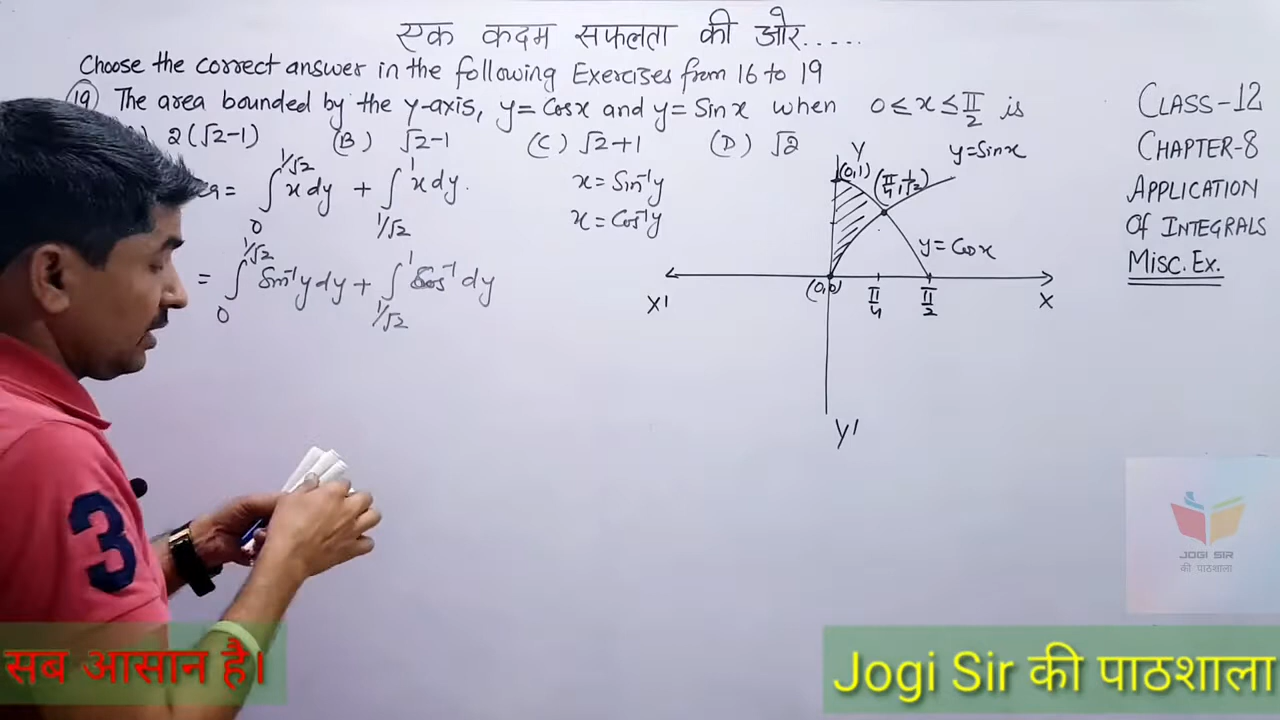 एक कदम सफलता की ओर.....
Choose the correct answer in the following Exercises from 16 to 19
19 The area bounded by the y-axis, y = Cosx and y = Sinx when 0 ≤ x ≤ π/2 is
) 2(√2-1) (B) √2-1 (C) √2+1 (D) √2
= ∫₀^{1/√2} x dy + ∫_{1/√2}^{1} x dy.
= ∫₀^{1/√2} Sin⁻¹y dy + ∫_{1/√2}^{1} Cos⁻¹ dy
x = Sin⁻¹y
x = Cos⁻¹y
Y
(0,1)
(π/4, 1/√2)
y=Sinx
y = Cosx
(0,0)
π/4
π/2
X'
X
Y'
CLASS-12
CHAPTER-8
APPLICATION
Of INTEGRALS
Misc. Ex.
3
JOGI SIR
की पाठशाला
सब आसान है।
Jogi Sir की पाठशाला